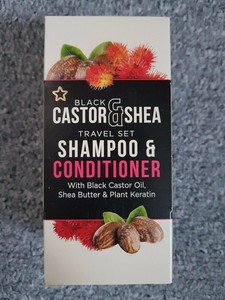 BLACK
CASTOR & SHEA
TRAVEL SET
SHAMPOO &
CONDITIONER
With Black Castor Oil,
Shea Butter & Plant Keratin